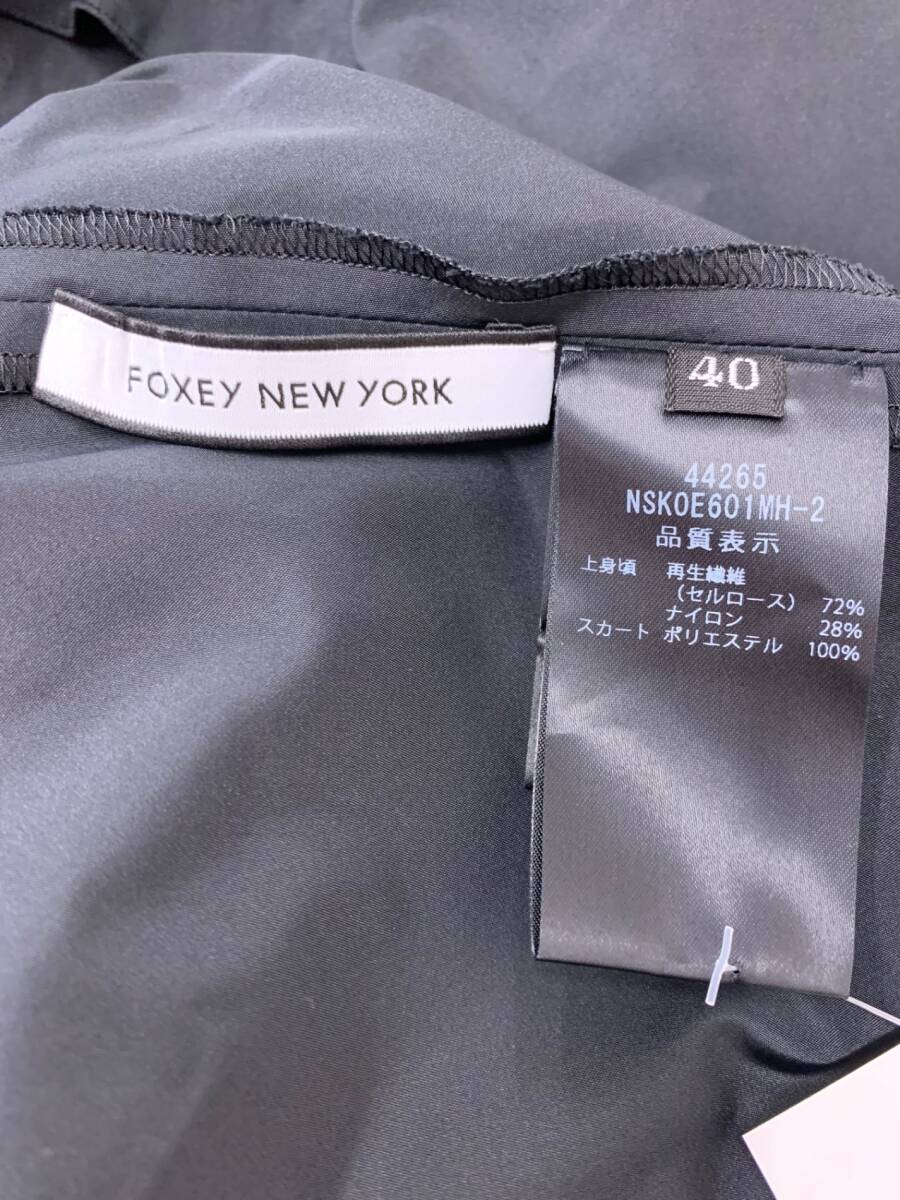 FOXEY NEW YORK
40
44265
NSKOE601MH-2
品質表示
上身頃 再生繊維
(セルロース) 72%
ナイロン 28%
スカート ポリエステル 100%